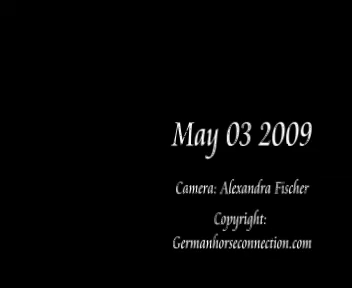 May 03 2009
Camera: Alexandra Fischer
Copyright:
Germanhorseconnection.com